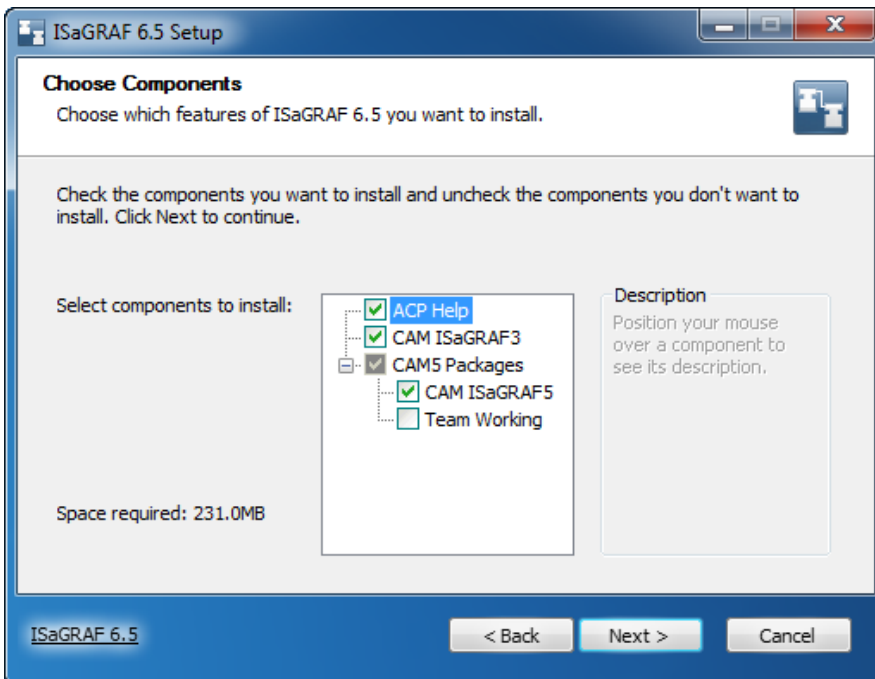 ISaGRAF 6.5 Setup
Choose Components
Choose which features of ISaGRAF 6.5 you want to install.
Check the components you want to install and uncheck the components you don't want to
install. Click Next to continue.
Select components to install:
ACP Help
CAM ISaGRAF3
CAM5 Packages
CAM ISaGRAF5
Team Working
Description
Position your mouse
over a component to
see its description.
Space required: 231.0MB
ISaGRAF 6.5
< Back
Next >
Cancel